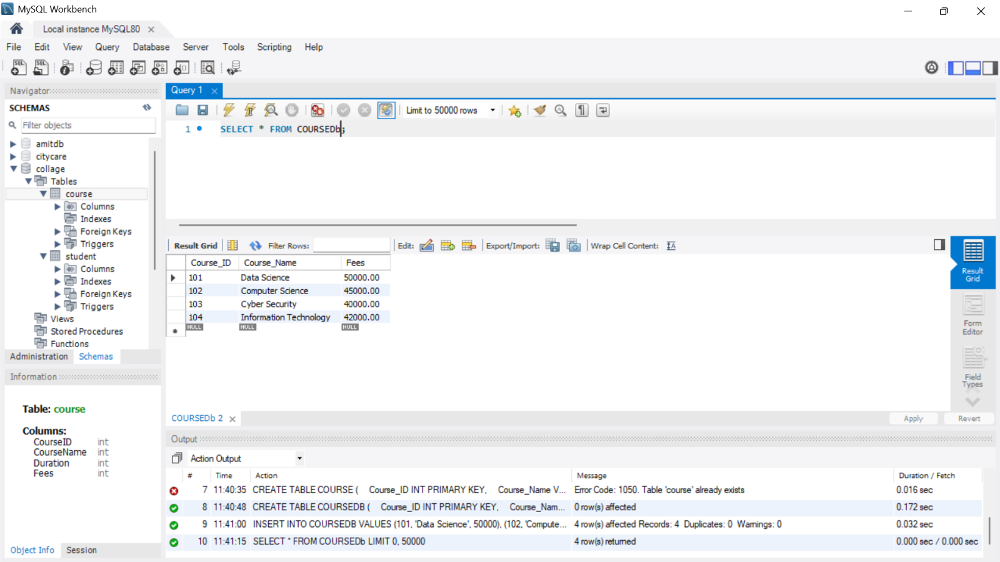 MySQL Workbench
Local instance MySQL80
File Edit View Query Database Server Tools Scripting Help
Navigator
SCHEMAS
Filter objects
amitdb
citycare
collage
Tables
course
Columns
Indexes
Foreign Keys
Triggers
student
Columns
Indexes
Foreign Keys
Triggers
Views
Stored Procedures
Functions
Administration Schemas
Information
Table: course
Columns:
CourseID int
CourseName int
Duration int
Fees int
Object Info Session
Query 1
Limit to 50000 rows
1 SELECT * FROM COURSEDb;
Result Grid Filter Rows: Edit: Export/Import: Wrap Cell Content:
Course_ID Course_Name Fees
101 Data Science 50000.00
102 Computer Science 45000.00
103 Cyber Security 40000.00
104 Information Technology 42000.00
NULL NULL NULL
Result Grid
Form Editor
Field Types
COURSEDb 2
Apply Revert
Output
Action Output
# Time Action Message Duration / Fetch
7 11:40:35 CREATE TABLE COURSE ( Course_ID INT PRIMARY KEY, Course_Name V... Error Code: 1050. Table 'course' already exists 0.016 sec
8 11:40:48 CREATE TABLE COURSEDB ( Course_ID INT PRIMARY KEY, Course_Nam... 0 row(s) affected 0.172 sec
9 11:41:00 INSERT INTO COURSEDB VALUES (101, 'Data Science', 50000), (102, 'Compute... 4 row(s) affected Records: 4 Duplicates: 0 Warnings: 0 0.032 sec
10 11:41:15 SELECT * FROM COURSEDb LIMIT 0, 50000 4 row(s) returned 0.000 sec / 0.000 sec